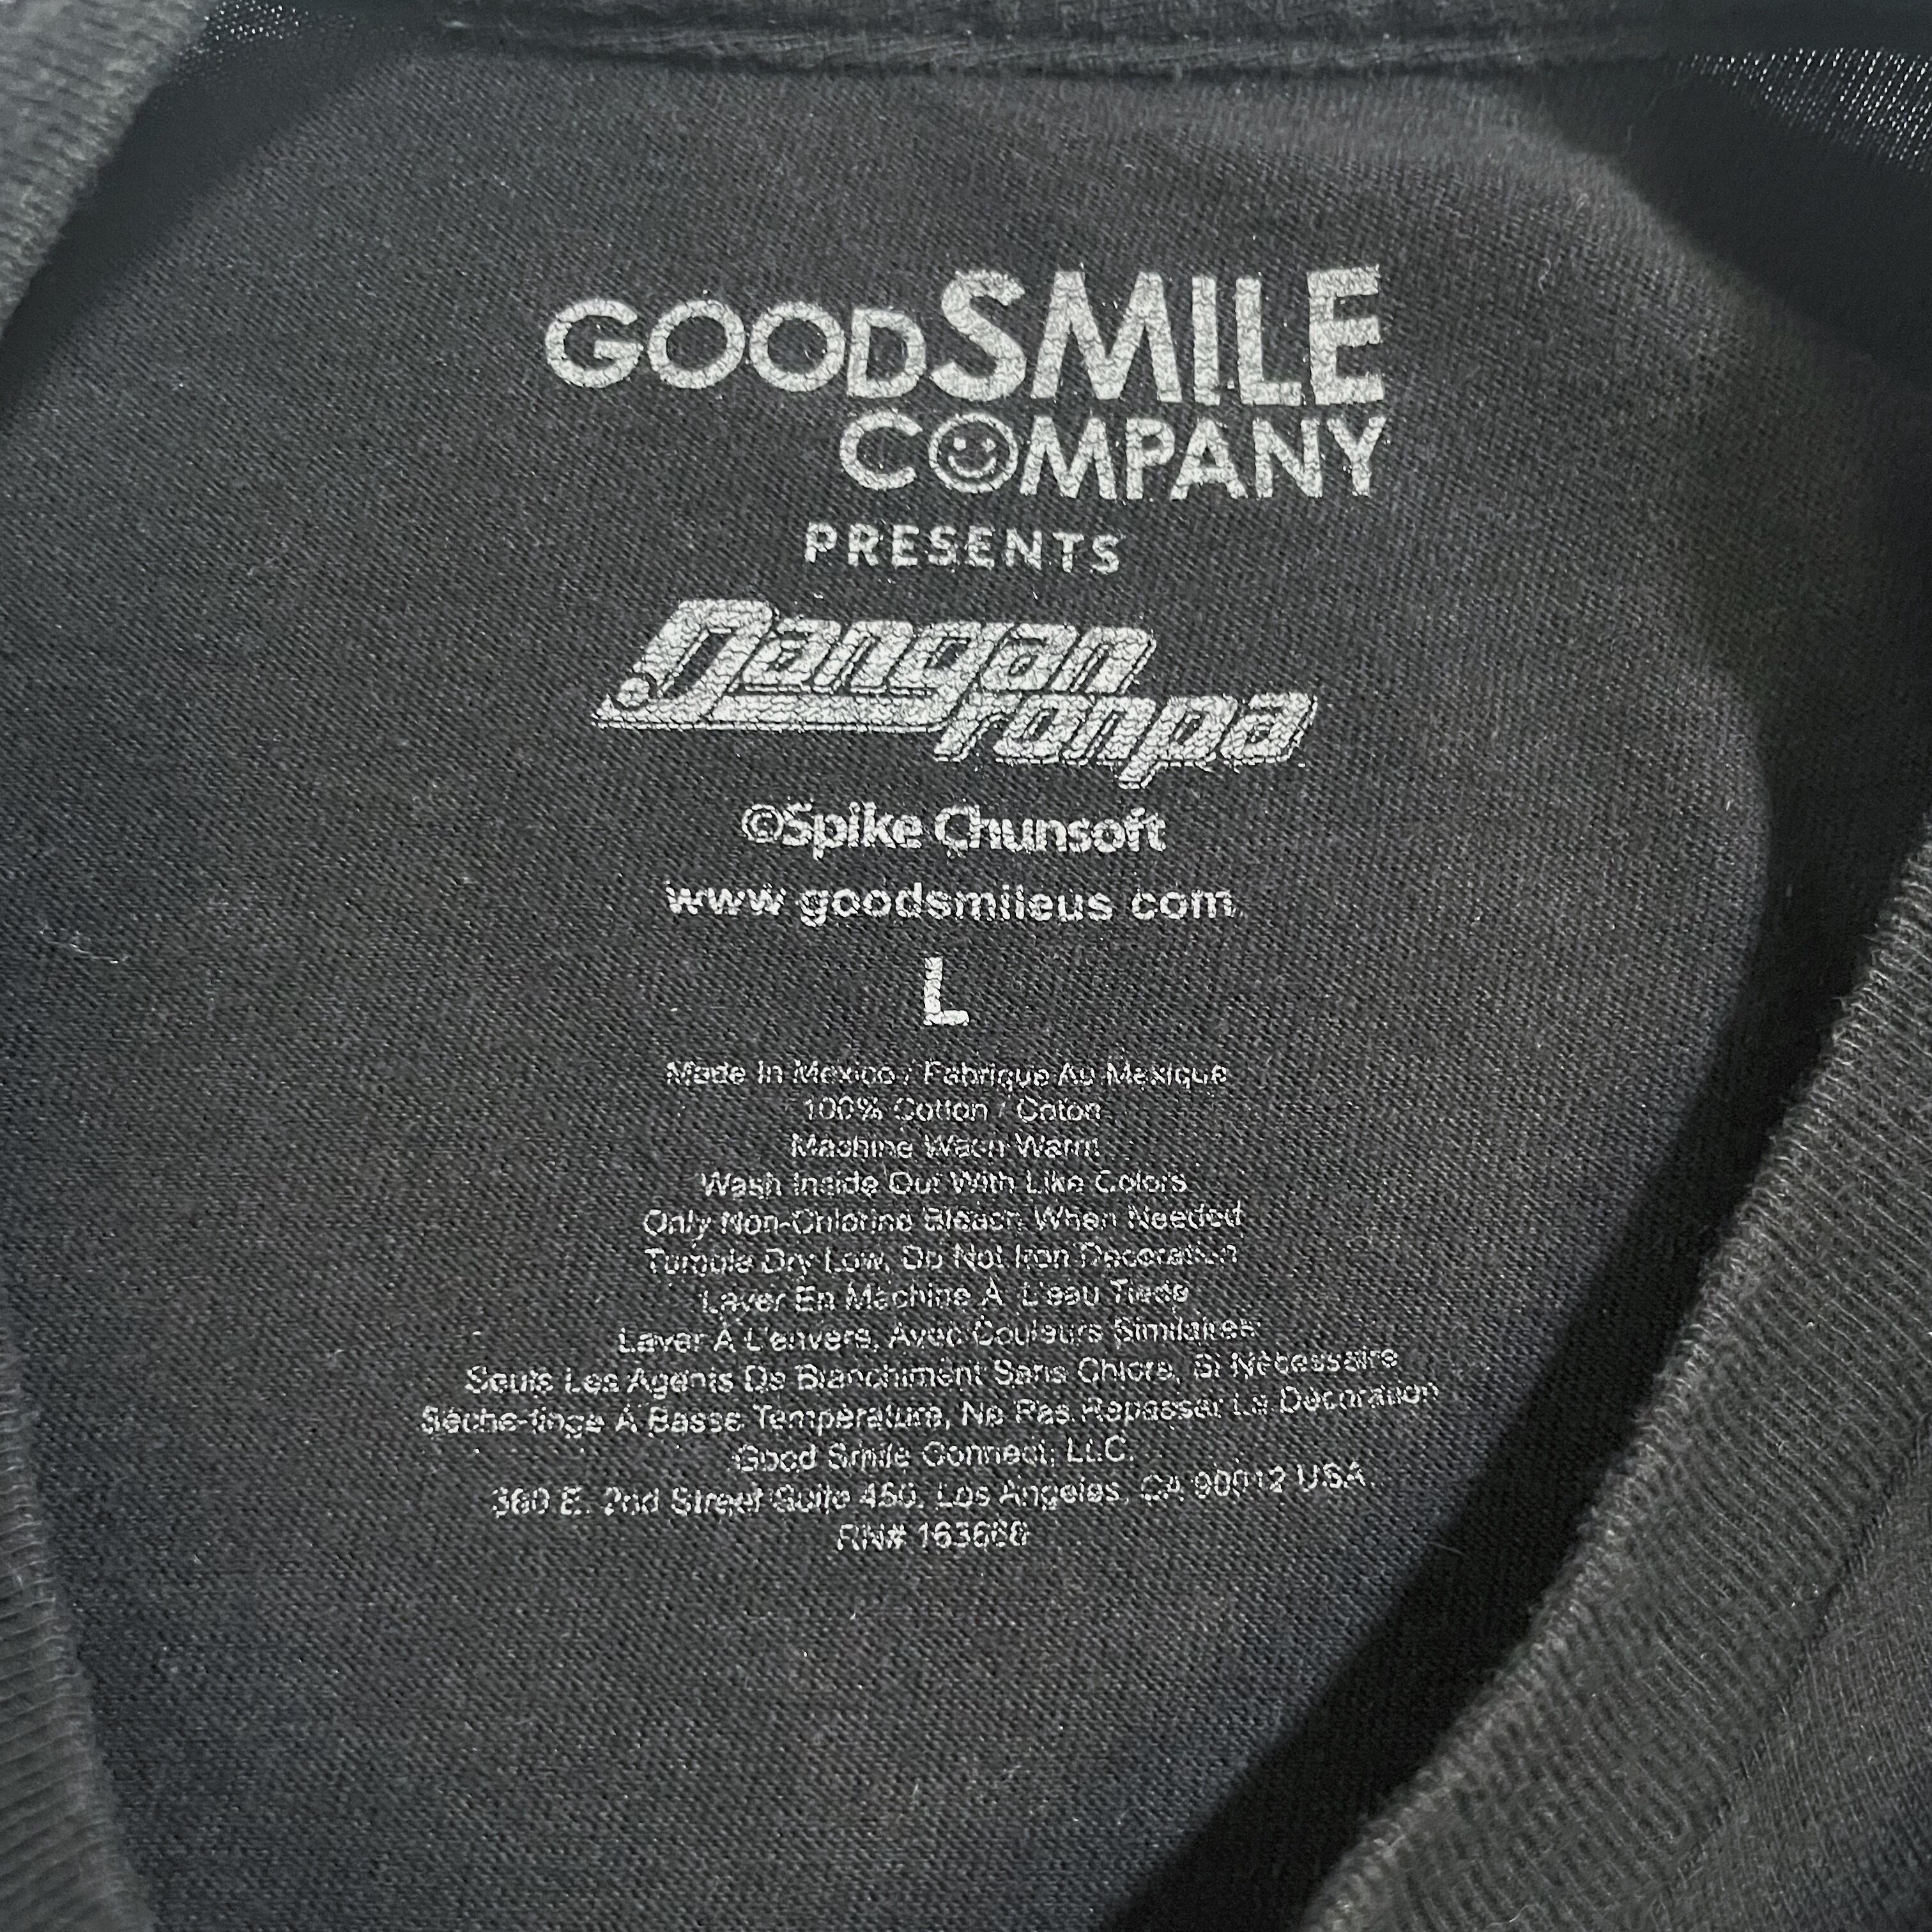 GOODSMILE
COMPANY
PRESENTS
Dangan
ronpa
©Spike Chunsoft
www.goodsmileus.com
L
Made In Mexico / Fabrique Au Mexique
100% Cotton / Coton
Machine Wash Warm
Wash Inside Out With Like Colors
Only Non-Chlorine Bleach When Needed
Tumble Dry Low, Do Not Iron Decoration
Laver En Machine À L'eau Tiede
Laver À L'envers, Avec Couleurs Similaires
Seuls Les Agents De Blanchiment Sans Chlore, Si Nécessaire
Sèche-linge À Basse Température, Ne Pas Repasser La Decoration
Good Smile Connect, LLC.
360 E. 2nd Street Suite 450, Los Angeles, CA 90012 USA
RN#